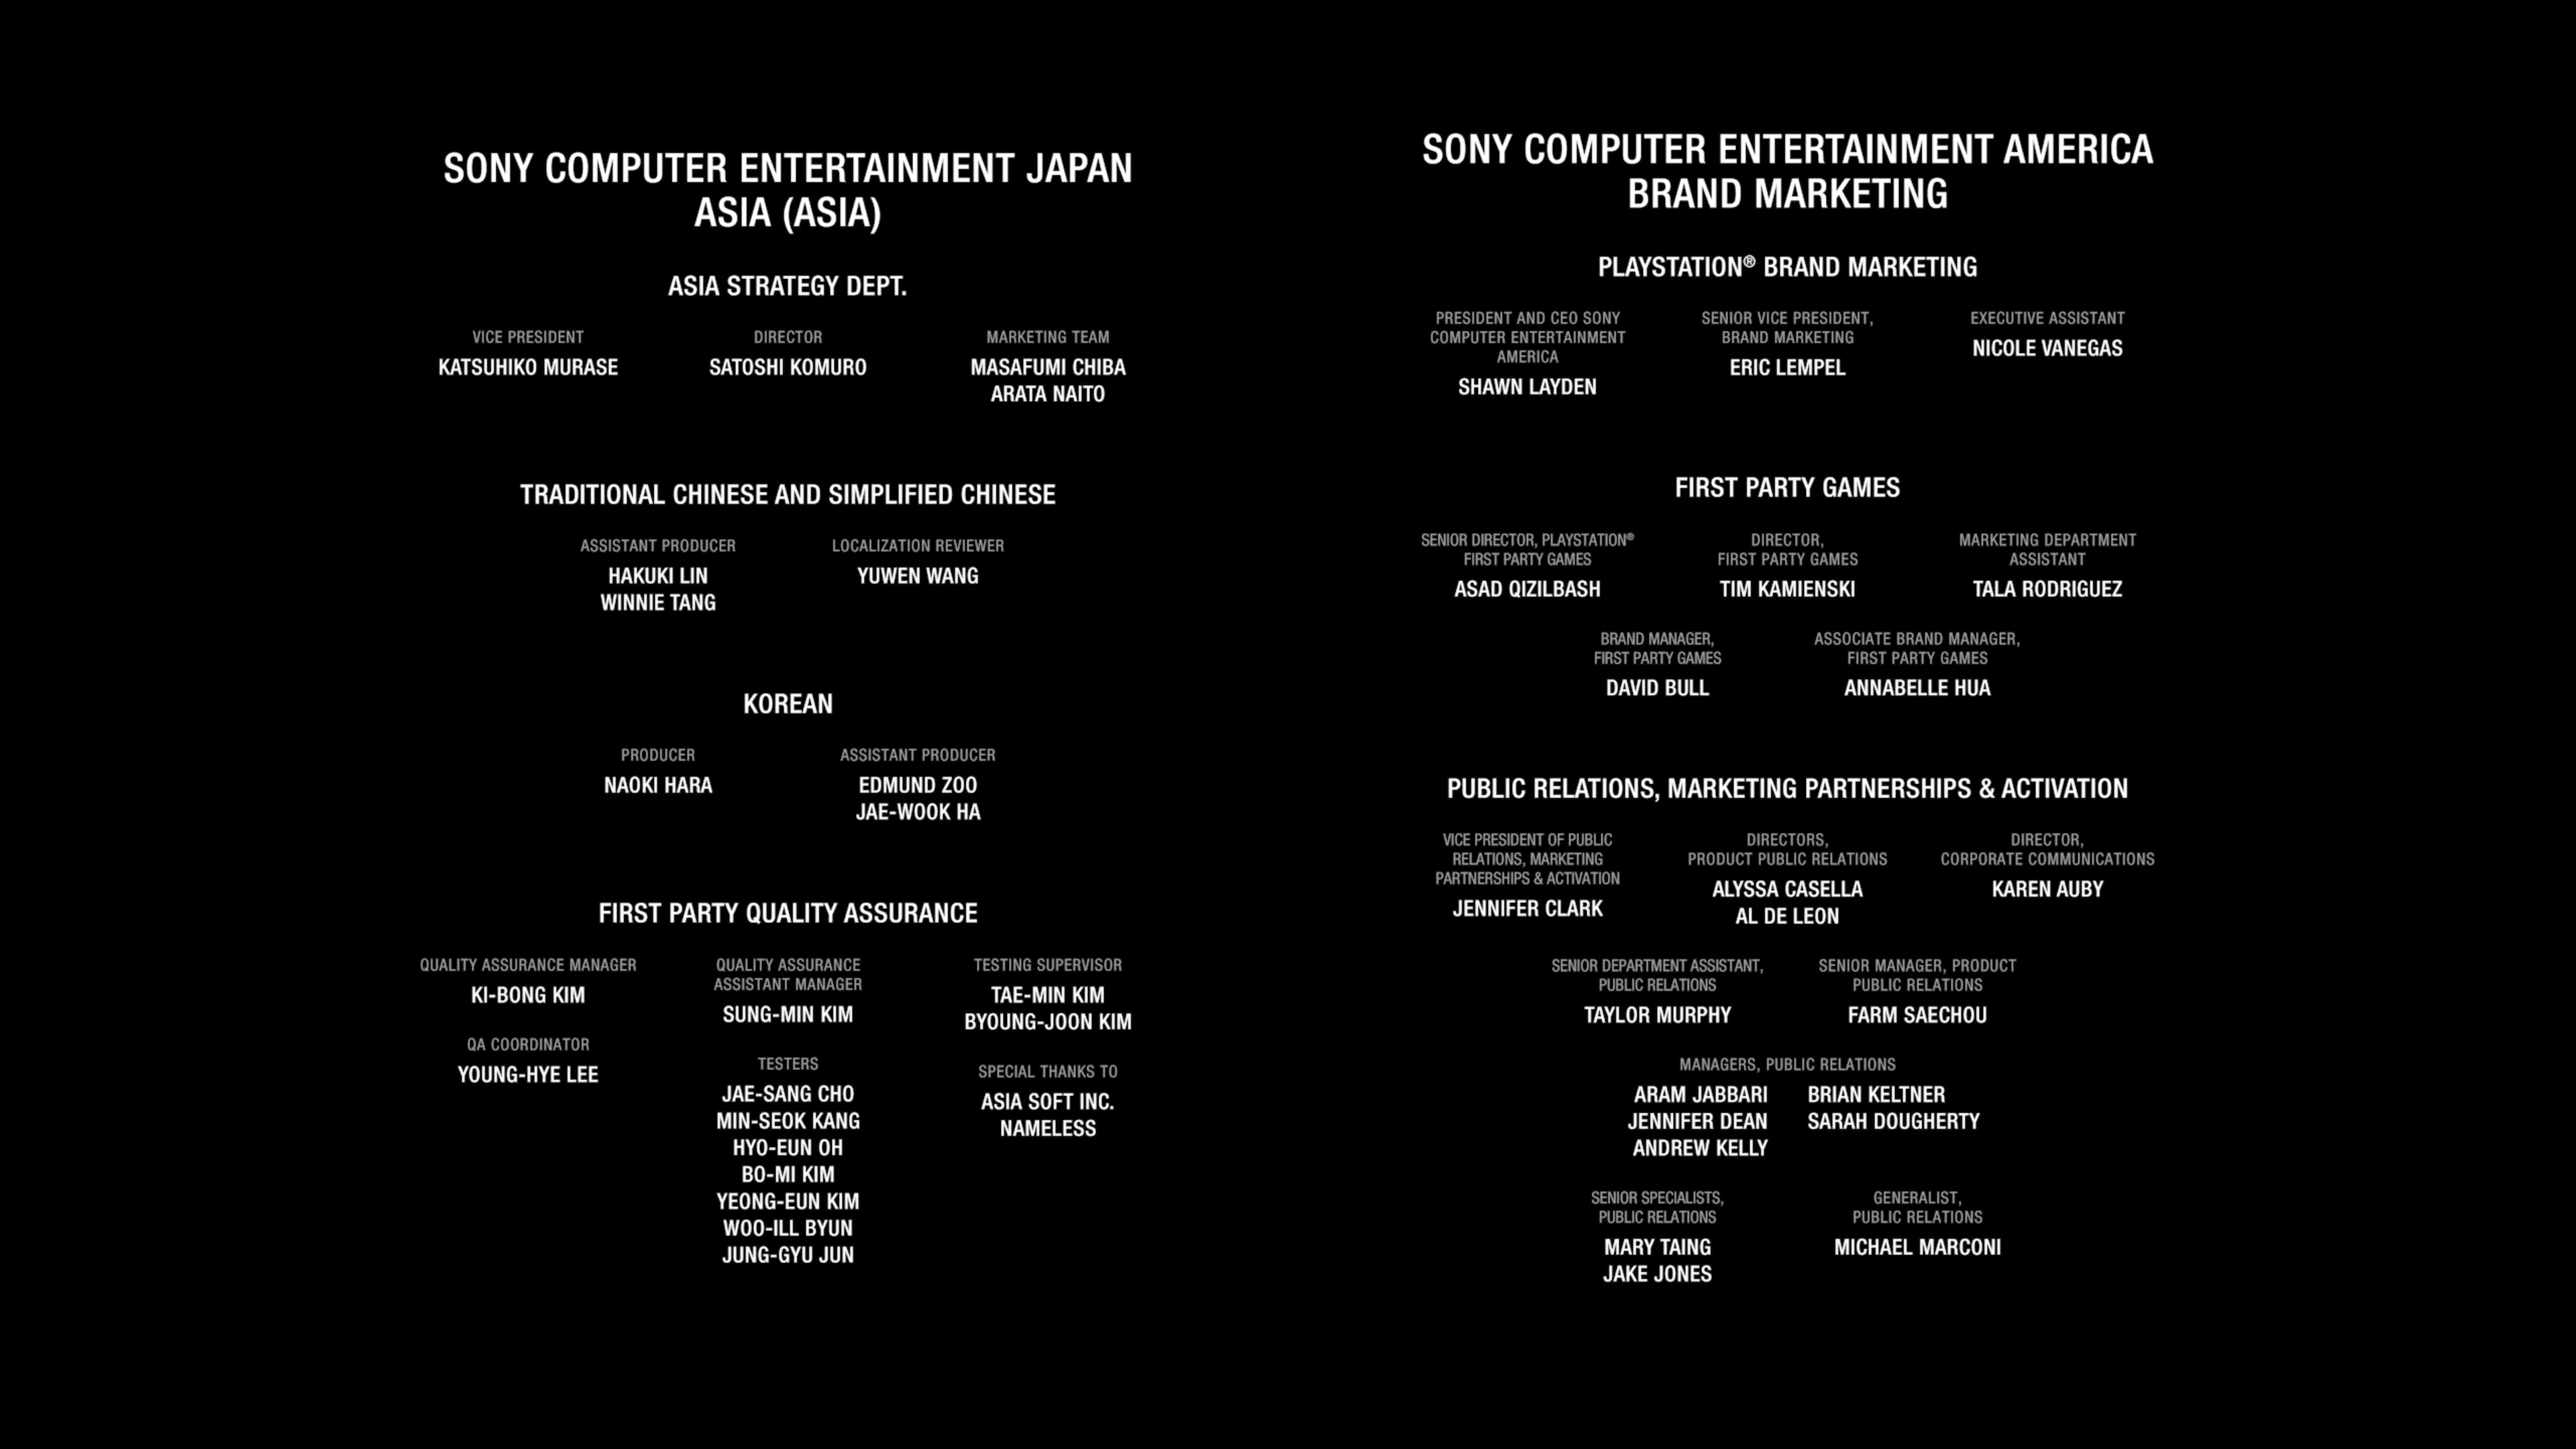 SONY COMPUTER ENTERTAINMENT JAPAN
ASIA (ASIA)
ASIA STRATEGY DEPT.
VICE PRESIDENT
KATSUHIKO MURASE
DIRECTOR
SATOSHI KOMURO
MARKETING TEAM
MASAFUMI CHIBA
ARATA NAITO
TRADITIONAL CHINESE AND SIMPLIFIED CHINESE
ASSISTANT PRODUCER
HAKUKI LIN
WINNIE TANG
LOCALIZATION REVIEWER
YUWEN WANG
KOREAN
PRODUCER
NAOKI HARA
ASSISTANT PRODUCER
EDMUND ZOO
JAE-WOOK HA
FIRST PARTY QUALITY ASSURANCE
QUALITY ASSURANCE MANAGER
KI-BONG KIM
QA COORDINATOR
YOUNG-HYE LEE
QUALITY ASSURANCE
ASSISTANT MANAGER
SUNG-MIN KIM
TESTERS
JAE-SANG CHO
MIN-SEOK KANG
HYO-EUN OH
BO-MI KIM
YEONG-EUN KIM
WOO-ILL BYUN
JUNG-GYU JUN
TESTING SUPERVISOR
TAE-MIN KIM
BYOUNG-JOON KIM
SPECIAL THANKS TO
ASIA SOFT INC.
NAMELESS
SONY COMPUTER ENTERTAINMENT AMERICA
BRAND MARKETING
PLAYSTATION® BRAND MARKETING
PRESIDENT AND CEO SONY
COMPUTER ENTERTAINMENT
AMERICA
SHAWN LAYDEN
SENIOR VICE PRESIDENT,
BRAND MARKETING
ERIC LEMPEL
EXECUTIVE ASSISTANT
NICOLE VANEGAS
FIRST PARTY GAMES
SENIOR DIRECTOR, PLAYSTATION®
FIRST PARTY GAMES
ASAD QIZILBASH
DIRECTOR,
FIRST PARTY GAMES
TIM KAMIENSKI
MARKETING DEPARTMENT
ASSISTANT
TALA RODRIGUEZ
BRAND MANAGER,
FIRST PARTY GAMES
DAVID BULL
ASSOCIATE BRAND MANAGER,
FIRST PARTY GAMES
ANNABELLE HUA
PUBLIC RELATIONS, MARKETING PARTNERSHIPS & ACTIVATION
VICE PRESIDENT OF PUBLIC
RELATIONS, MARKETING
PARTNERSHIPS & ACTIVATION
JENNIFER CLARK
DIRECTORS,
PRODUCT PUBLIC RELATIONS
ALYSSA CASELLA
AL DE LEON
DIRECTOR,
CORPORATE COMMUNICATIONS
KAREN AUBY
SENIOR DEPARTMENT ASSISTANT,
PUBLIC RELATIONS
TAYLOR MURPHY
SENIOR MANAGER, PRODUCT
PUBLIC RELATIONS
FARM SAECHOU
MANAGERS, PUBLIC RELATIONS
ARAM JABBARI
JENNIFER DEAN
ANDREW KELLY
BRIAN KELTNER
SARAH DOUGHERTY
SENIOR SPECIALISTS,
PUBLIC RELATIONS
MARY TAING
JAKE JONES
GENERALIST,
PUBLIC RELATIONS
MICHAEL MARCONI